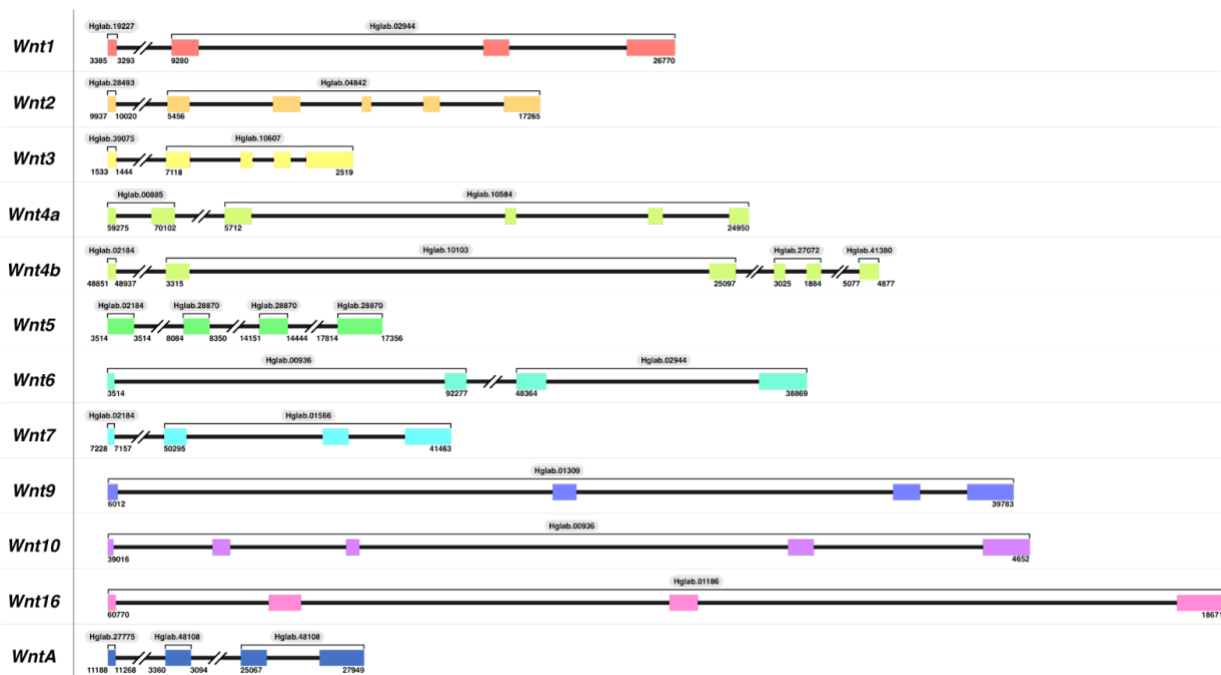 Hglab.19227 Hglab.02944
Wnt1
3385 3293 9280 26770
Hglab.28493 Hglab.04842
Wnt2
9937 10020 5456 17265
Hglab.39075 Hglab.10607
Wnt3
1533 1444 7118 2519
Hglab.00885 Hglab.10584
Wnt4a
59275 70102 5712 24950
Hglab.02184 Hglab.10103 Hglab.27072 Hglab.41380
Wnt4b
48851 48937 3315 25097 3025 1884 5077 4877
Hglab.02184 Hglab.28870 Hglab.28870 Hglab.28870
Wnt5
3514 3514 8084 8350 14151 14444 17814 17356
Hglab.00936 Hglab.02944
Wnt6
3514 92277 48364 38869
Hglab.02184 Hglab.01566
Wnt7
7228 7157 50295 41463
Hglab.01309
Wnt9
6012 39783
Hglab.00936
Wnt10
39016 4652
Hglab.01186
Wnt16
60770 18671
Hglab.27775 Hglab.48108 Hglab.48108
WntA
11188 11268 3360 3094 25067 27949